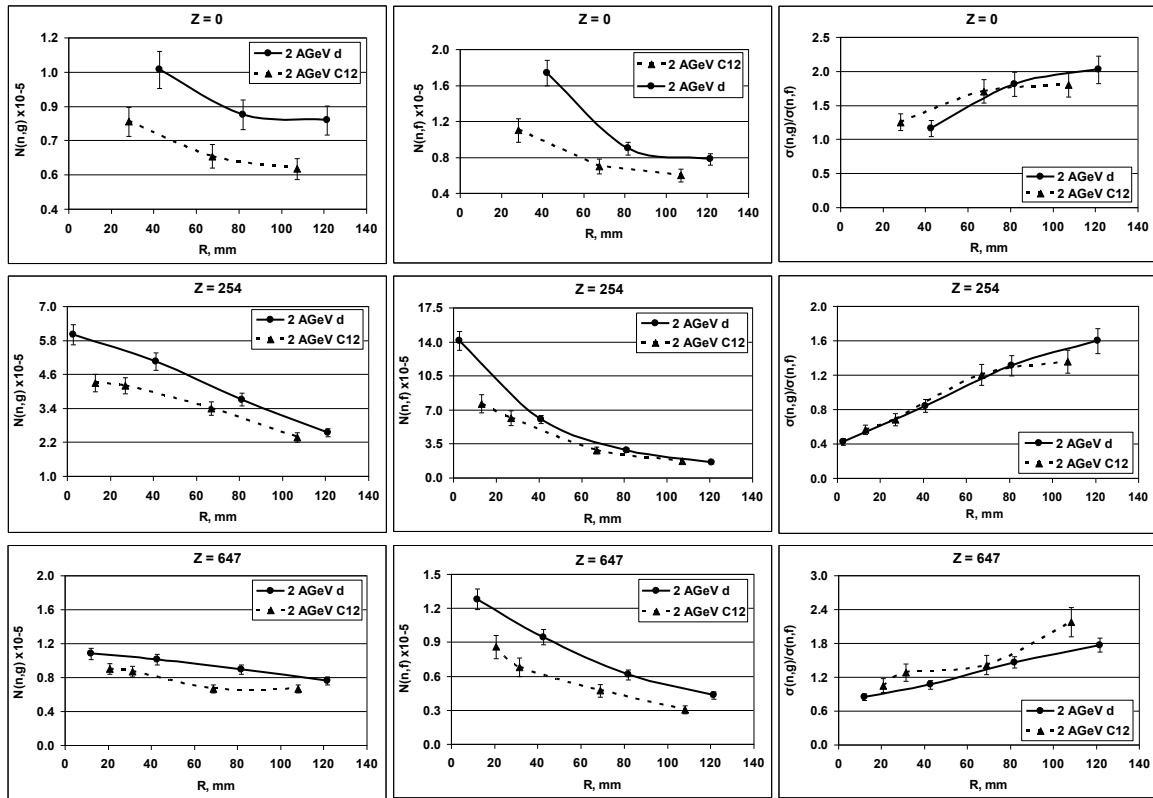 Z = 0
1.2
1.0
0.9
0.7
0.6
0.4
N(n,g) x10-5
2 AGeV d
2 AGeV C12
0 20 40 60 80 100 120 140
R, mm
Z = 0
2.0
1.6
1.2
0.8
0.4
N(n,f) x10-5
2 AGeV C12
2 AGeV d
0 20 40 60 80 100 120 140
R, mm
Z = 0
2.5
2.0
1.5
1.0
0.5
0.0
σ(n,g)/σ(n,f)
2 AGeV d
2 AGeV C12
0 20 40 60 80 100 120 140
R, mm
Z = 254
7.0
5.8
4.6
3.4
2.2
1.0
N(n,g) x10-5
2 AGeV d
2 AGeV C12
0 20 40 60 80 100 120 140
R, mm
Z = 254
17.5
14.0
10.5
7.0
3.5
0.0
N(n,f) x10-5
2 AGeV d
2 AGeV C12
0 20 40 60 80 100 120 140
R, mm
Z = 254
2.0
1.6
1.2
0.8
0.4
0.0
σ(n,g)/σ(n,f)
2 AGeV d
2 AGeV C12
0 20 40 60 80 100 120 140
R, mm
Z = 647
2.0
1.6
1.2
0.8
0.4
0.0
N(n,g) x10-5
2 AGeV d
2 AGeV C12
0 20 40 60 80 100 120 140
R, mm
Z = 647
1.5
1.2
0.9
0.6
0.3
0.0
N(n,f) x10-5
2 AGeV d
2 AGeV C12
0 20 40 60 80 100 120 140
R, mm
Z = 647
3.0
2.4
1.8
1.2
0.6
0.0
σ(n,g)/σ(n,f)
2 AGeV d
2 AGeV C12
0 20 40 60 80 100 120 140
R, mm